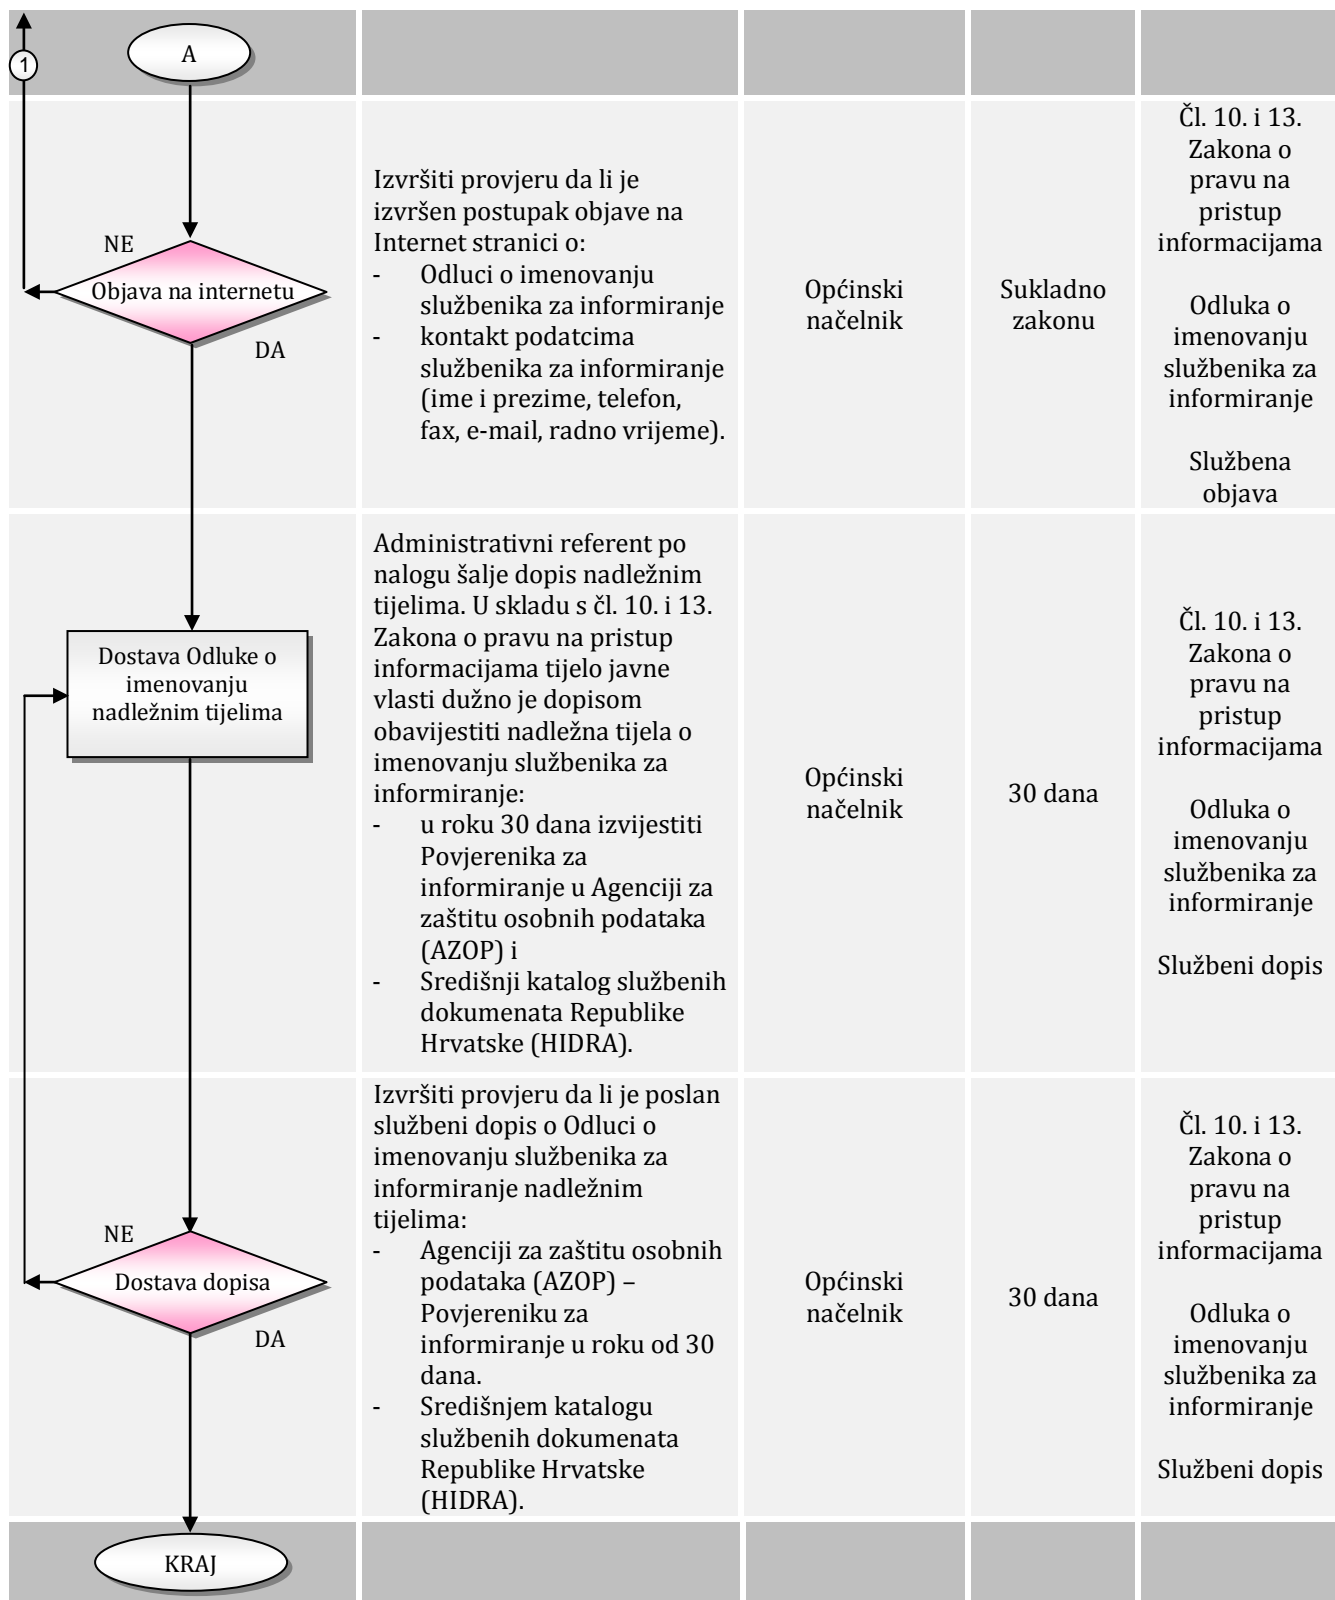 1
A
NE
Objava na internetu
DA
Izvršiti provjeru da li je
izvršen postupak objave na
Internet stranici o:
- Odluci o imenovanju
službenika za informiranje
- kontakt podatcima
službenika za informiranje
(ime i prezime, telefon,
fax, e-mail, radno vrijeme).
Općinski
načelnik
Sukladno
zakonu
Čl. 10. i 13.
Zakona o
pravu na
pristup
informacijama
Odluka o
imenovanju
službenika za
informiranje
Službena
objava
Dostava Odluke o
imenovanju
nadležnim tijelima
Administrativni referent po
nalogu šalje dopis nadležnim
tijelima. U skladu s čl. 10. i 13.
Zakona o pravu na pristup
informacijama tijelo javne
vlasti dužno je dopisom
obavijestiti nadležna tijela o
imenovanju službenika za
informiranje:
- u roku 30 dana izvijestiti
Povjerenika za
informiranje u Agenciji za
zaštitu osobnih podataka
(AZOP) i
- Središnji katalog službenih
dokumenata Republike
Hrvatske (HIDRA).
Općinski
načelnik
30 dana
Čl. 10. i 13.
Zakona o
pravu na
pristup
informacijama
Odluka o
imenovanju
službenika za
informiranje
Službeni dopis
NE
Dostava dopisa
DA
Izvršiti provjeru da li je poslan
službeni dopis o Odluci o
imenovanju službenika za
informiranje nadležnim
tijelima:
- Agenciji za zaštitu osobnih
podataka (AZOP) –
Povjereniku za
informiranje u roku od 30
dana.
- Središnjem katalogu
službenih dokumenata
Republike Hrvatske
(HIDRA).
Općinski
načelnik
30 dana
Čl. 10. i 13.
Zakona o
pravu na
pristup
informacijama
Odluka o
imenovanju
službenika za
informiranje
Službeni dopis
KRAJ